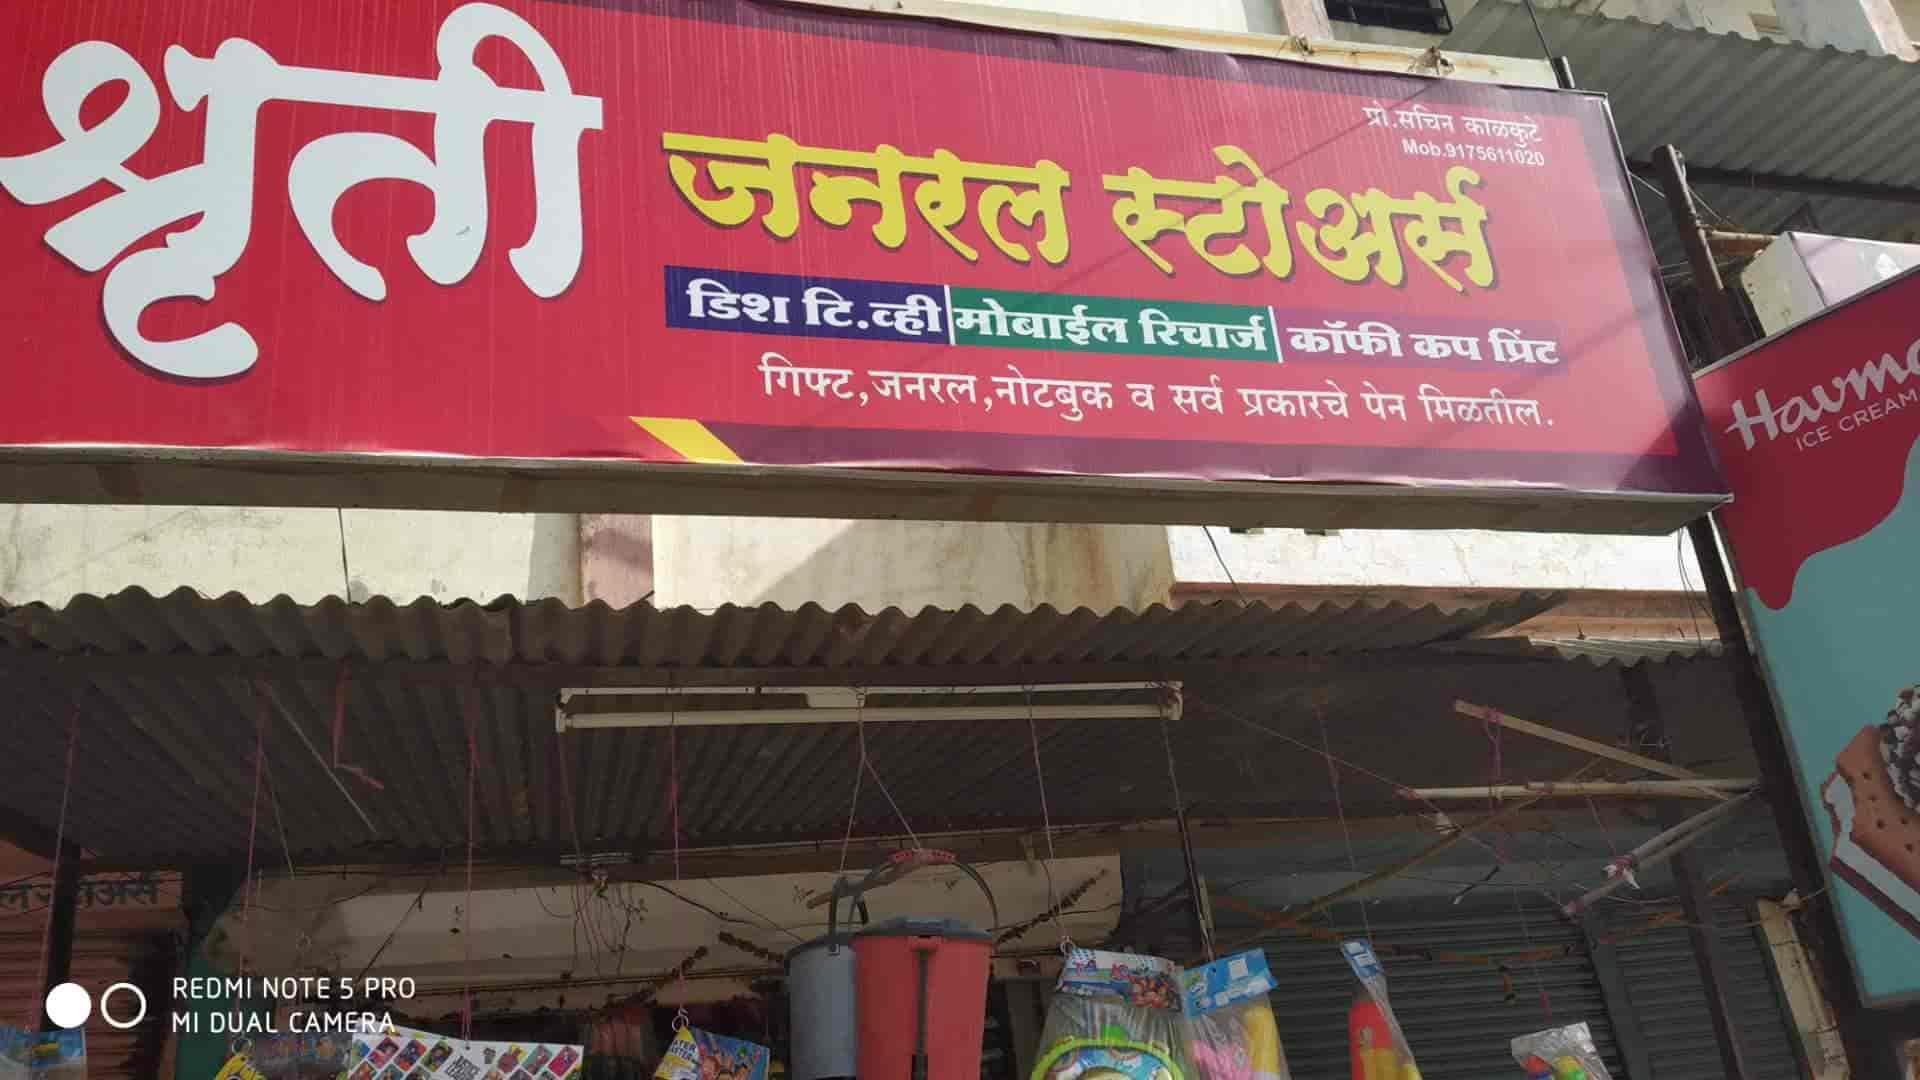 श्रृती
जनरल स्टोअर्स
प्रो.सचिन काळकुटे
Mob.9175611020
डिश टि.व्ही मोबाईल रिचार्ज कॉफी कप प्रिंट
गिफ्ट,जनरल,नोटबुक व सर्व प्रकारचे पेन मिळतील.
ICE CREAM
REDMI NOTE 5 PRO
MI DUAL CAMERA